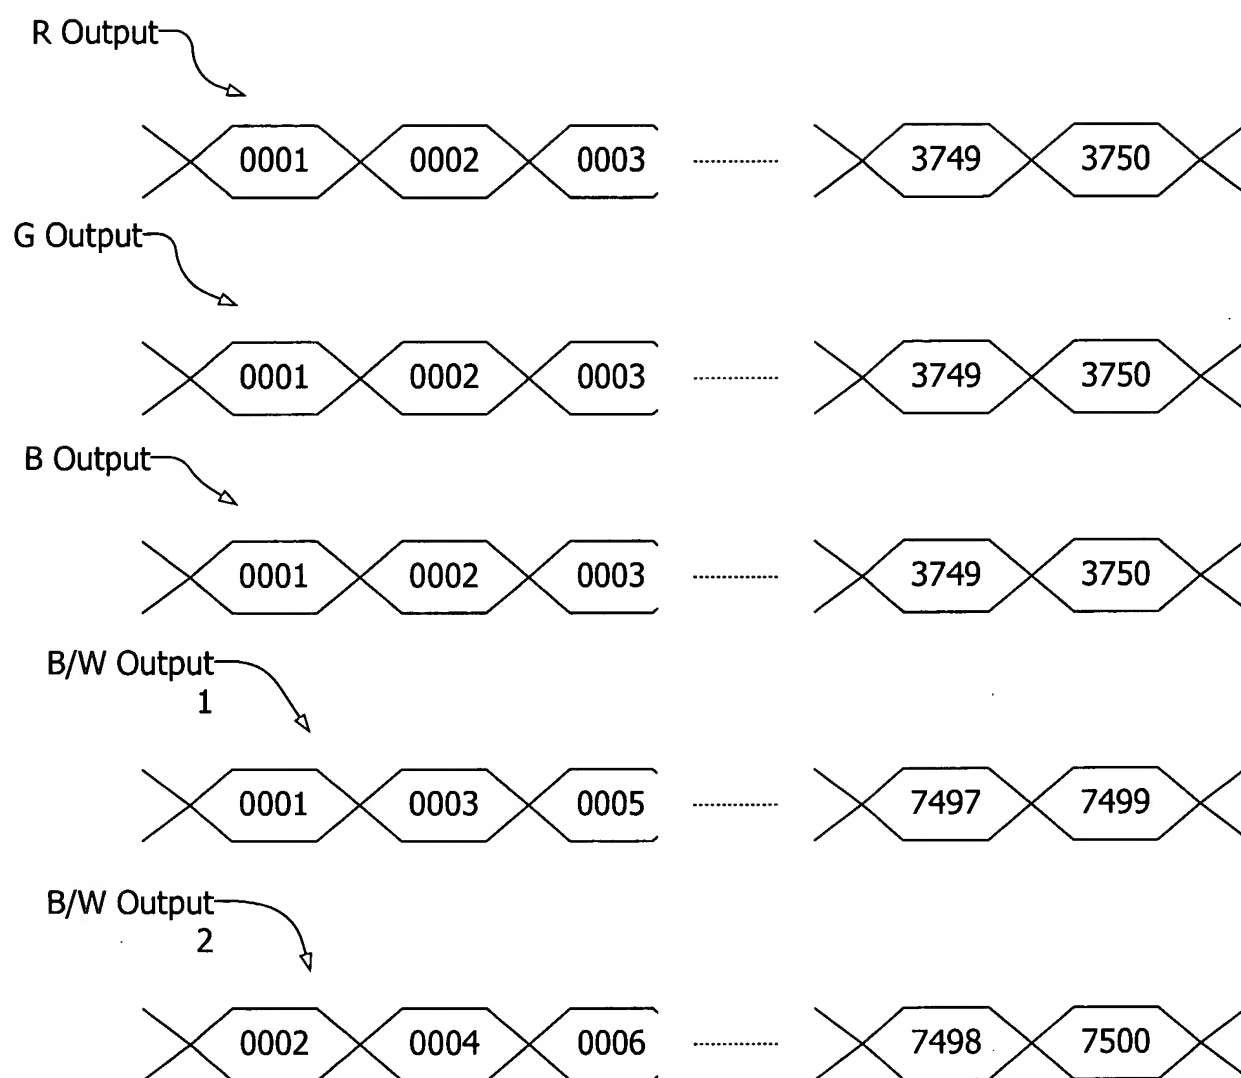 R Output
0001 0002 0003 3749 3750
G Output
0001 0002 0003 3749 3750
B Output
0001 0002 0003 3749 3750
B/W Output
1
0001 0003 0005 7497 7499
B/W Output
2
0002 0004 0006 7498 7500